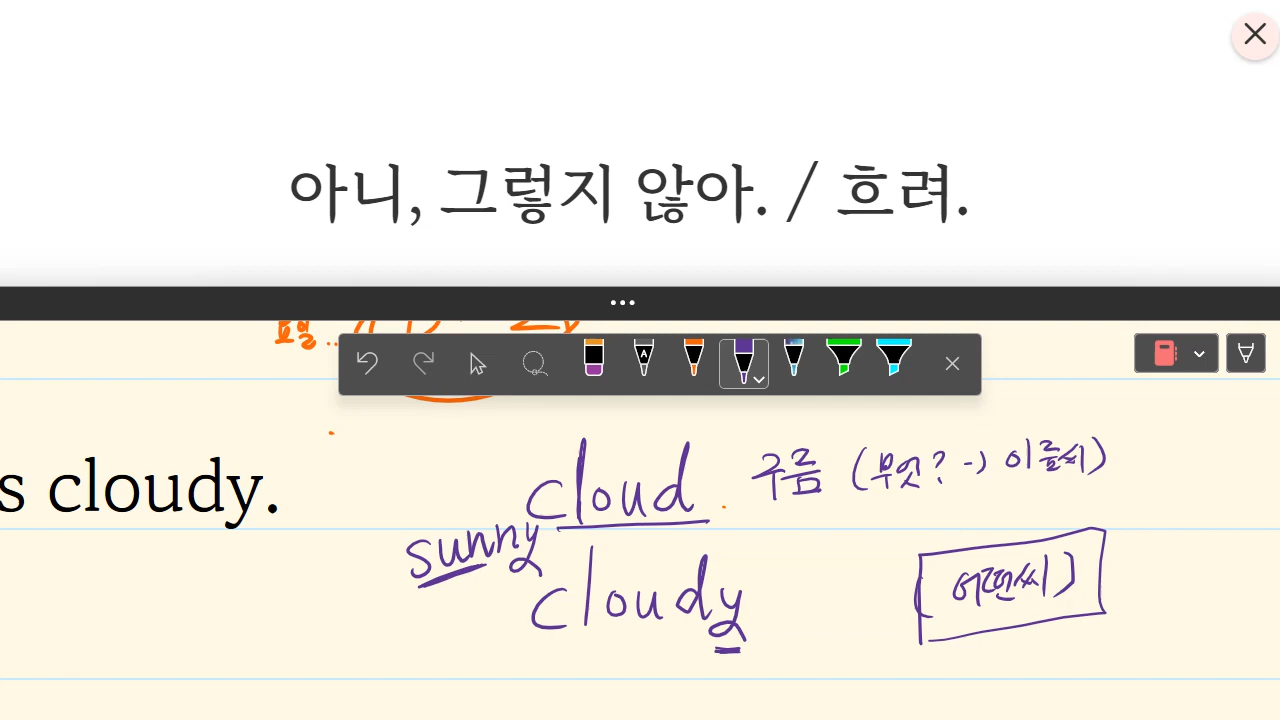 아니, 그렇지 않아. / 흐려.
s cloudy.
cloud 구름 (무엇? -> 이름씨)
sunny
cloudy (어떤씨)